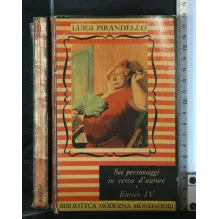 LUIGI PIRANDELLO
Sei personaggi
in cerca d'autore
Enrico IV
BIBLIOTECA MODERNA MONDADORI